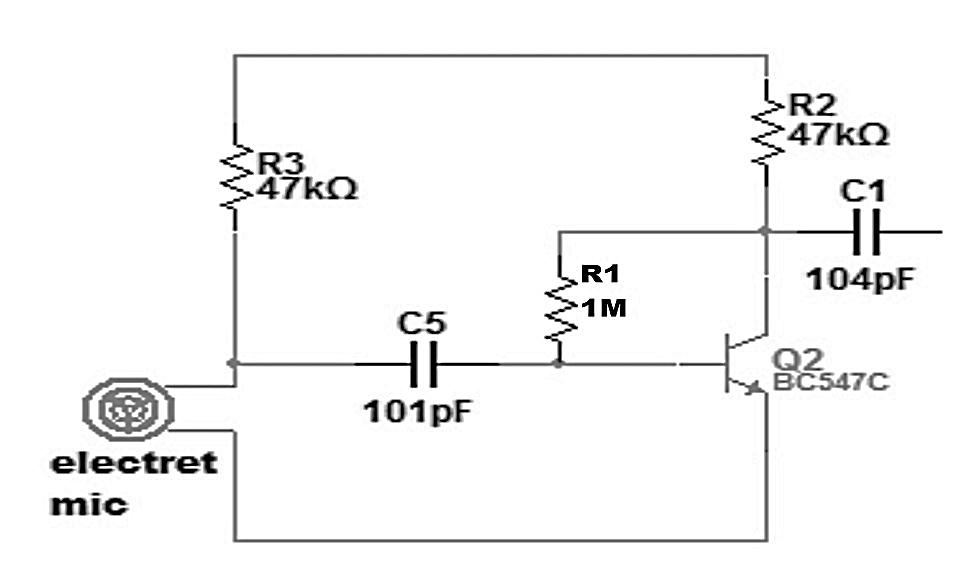 R2
47kΩ
R3
47kΩ
C1
104pF
R1
1M
C5
101pF
Q2
BC547C
electret
mic